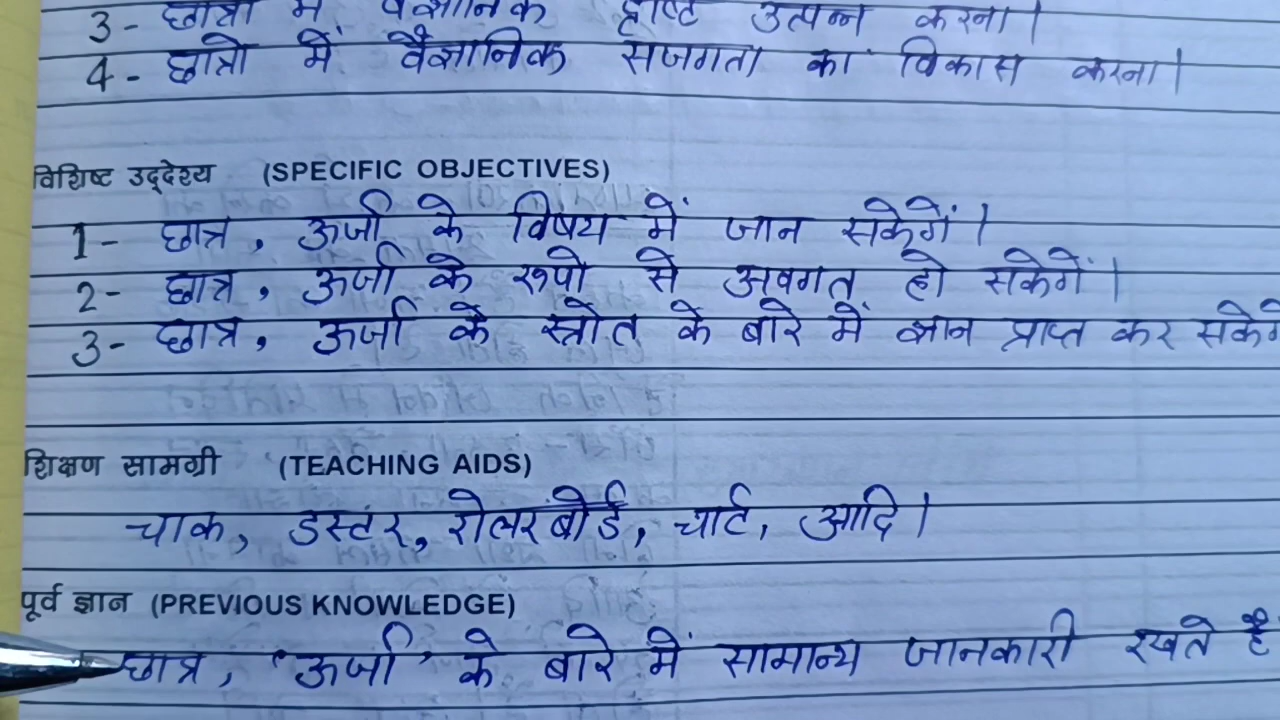 3- छात्रों में वैज्ञानिक दृष्टि उत्पन्न करना।
4- छात्रो में वैज्ञानिक सजगता का विकास करना।
विशिष्ट उद्देश्य (SPECIFIC OBJECTIVES)
1- छात्र, ऊर्जा के विषय में जान सकेगें।
2- छात्र, ऊर्जा के रूपो से अवगत हो सकेगें।
3- छात्र, ऊर्जा के स्त्रोत के बारे में ज्ञान प्राप्त कर सकेगे
शिक्षण सामग्री (TEACHING AIDS)
चाक, डस्टर, रोलर बोर्ड, चार्ट, आदि।
पूर्व ज्ञान (PREVIOUS KNOWLEDGE)
छात्र, 'ऊर्जा' के बारे में सामान्य जानकारी रखते है